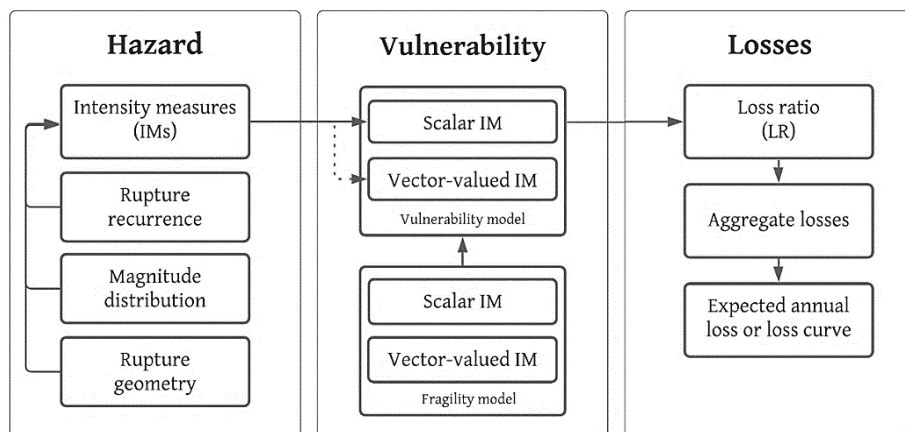 Hazard
Intensity measures
(IMs)
Rupture
recurrence
Magnitude
distribution
Rupture
geometry
Vulnerability
Scalar IM
Vector-valued IM
Vulnerability model
Scalar IM
Vector-valued IM
Fragility model
Losses
Loss ratio
(LR)
Aggregate losses
Expected annual
loss or loss curve